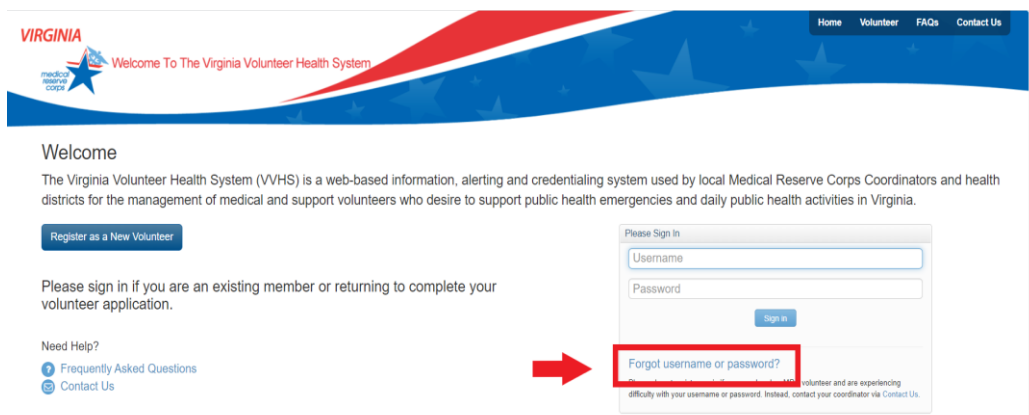 Home Volunteer FAQs Contact Us
VIRGINIA
medical
reserve
corps
Welcome To The Virginia Volunteer Health System
Welcome
The Virginia Volunteer Health System (VVHS) is a web-based information, alerting and credentialing system used by local Medical Reserve Corps Coordinators and health
districts for the management of medical and support volunteers who desire to support public health emergencies and daily public health activities in Virginia.
Register as a New Volunteer
Please sign in if you are an existing member or returning to complete your
volunteer application.
Need Help?
Frequently Asked Questions
Contact Us
Please Sign In
Username
Password
Sign in
Forgot username or password?
volunteer and are experiencing
difficulty with your username or password. Instead, contact your coordinator via Contact Us.